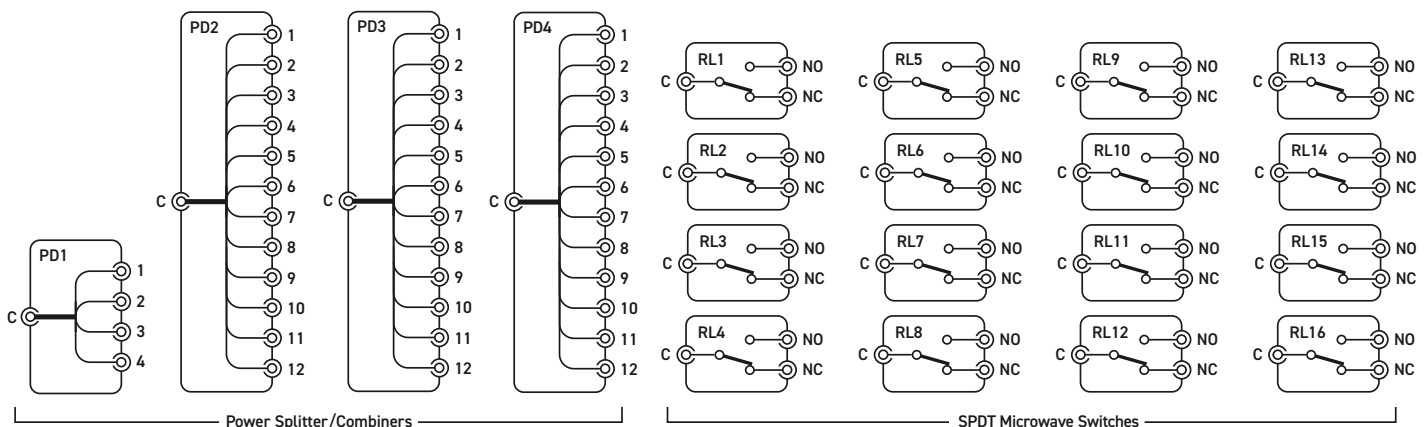 PD1
C
1
2
3
4
PD2
C
1
2
3
4
5
6
7
8
9
10
11
12
PD3
C
1
2
3
4
5
6
7
8
9
10
11
12
PD4
C
1
2
3
4
5
6
7
8
9
10
11
12
Power Splitter/Combiners
RL1
C
NO
NC
RL2
C
NO
NC
RL3
C
NO
NC
RL4
C
NO
NC
RL5
C
NO
NC
RL6
C
NO
NC
RL7
C
NO
NC
RL8
C
NO
NC
RL9
C
NO
NC
RL10
C
NO
NC
RL11
C
NO
NC
RL12
C
NO
NC
RL13
C
NO
NC
RL14
C
NO
NC
RL15
C
NO
NC
RL16
C
NO
NC
SPDT Microwave Switches